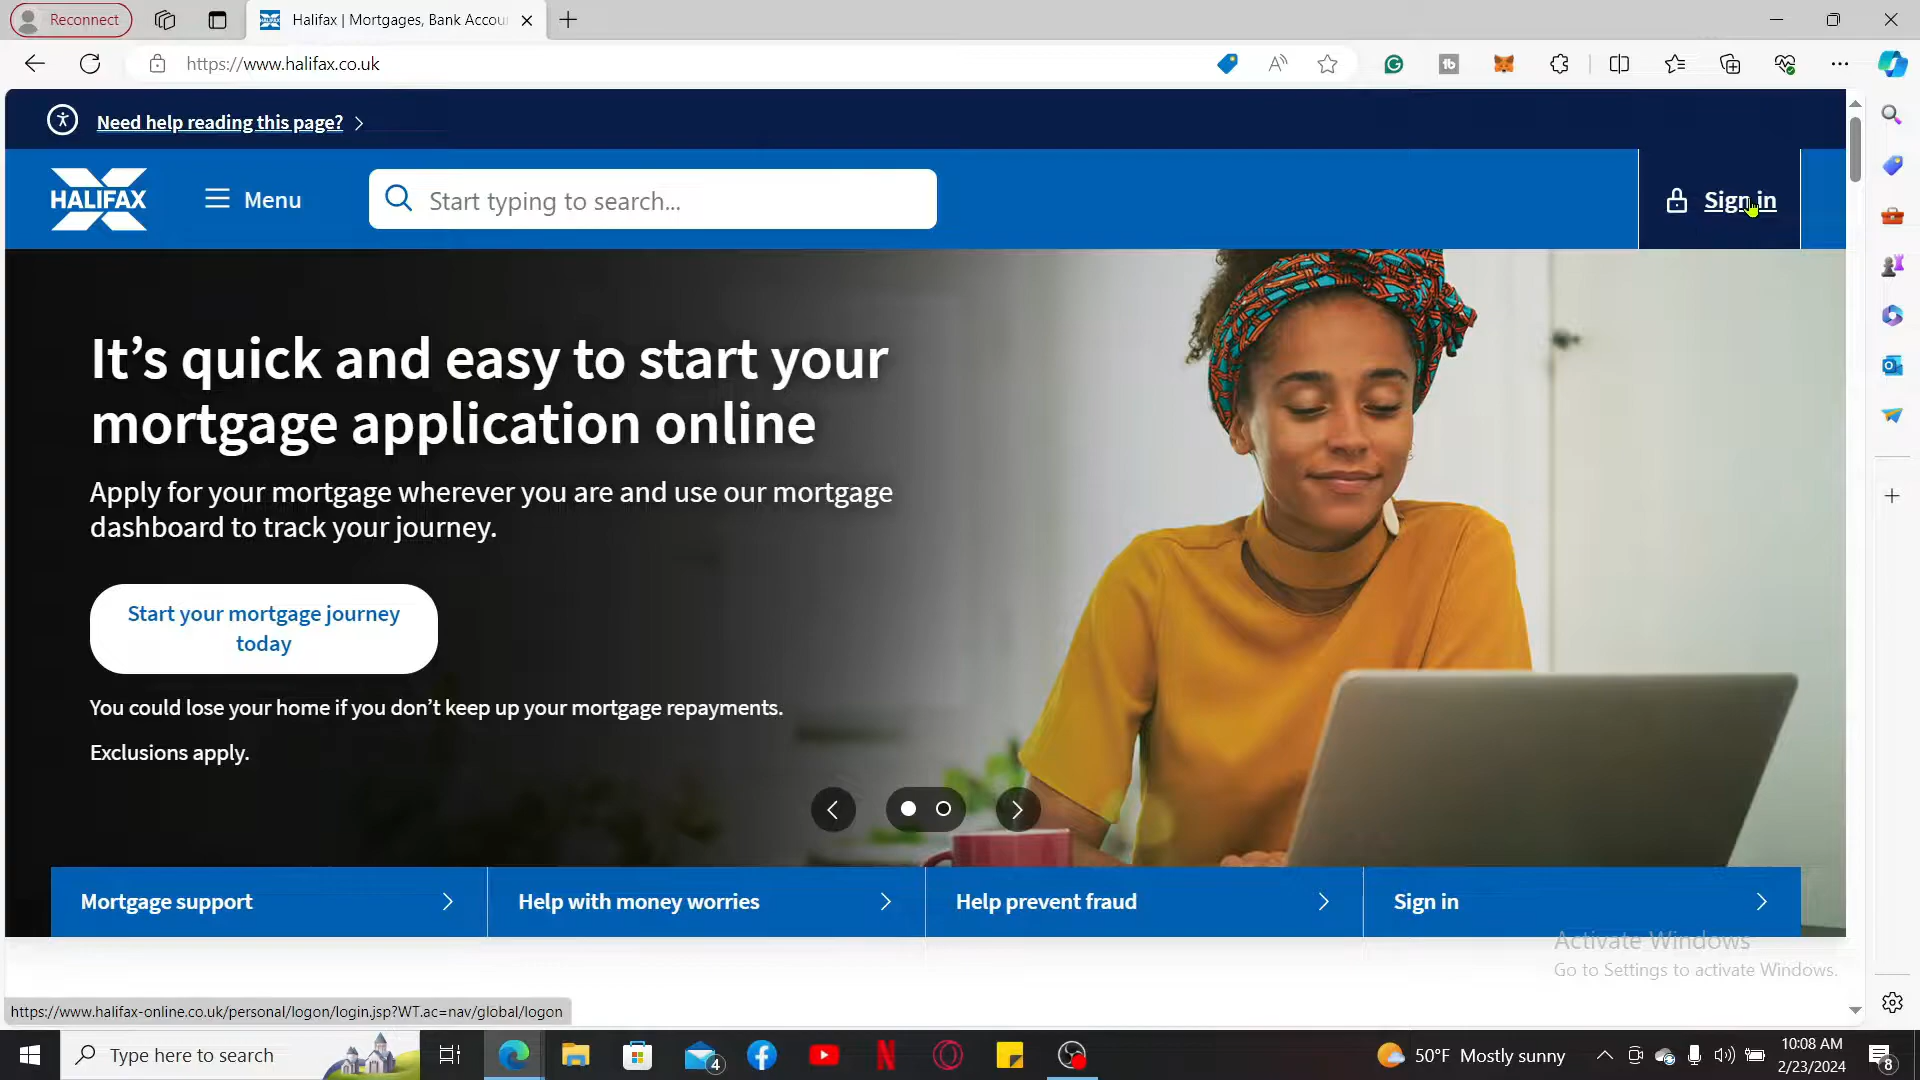 Reconnect
Halifax | Mortgages, Bank Accou
https://www.halifax.co.uk
Need help reading this page?
HALIFAX
Menu
Start typing to search...
Sign in
It’s quick and easy to start your
mortgage application online
Apply for your mortgage wherever you are and use our mortgage
dashboard to track your journey.
Start your mortgage journey
today
You could lose your home if you don’t keep up your mortgage repayments.
Exclusions apply.
Mortgage support
Help with money worries
Help prevent fraud
Sign in
Activate Windows
Go to Settings to activate Windows.
https://www.halifax-online.co.uk/personal/logon/login.jsp?WT.ac=nav/global/logon
Type here to search
4
50°F Mostly sunny
10:08 AM
2/23/2024
8